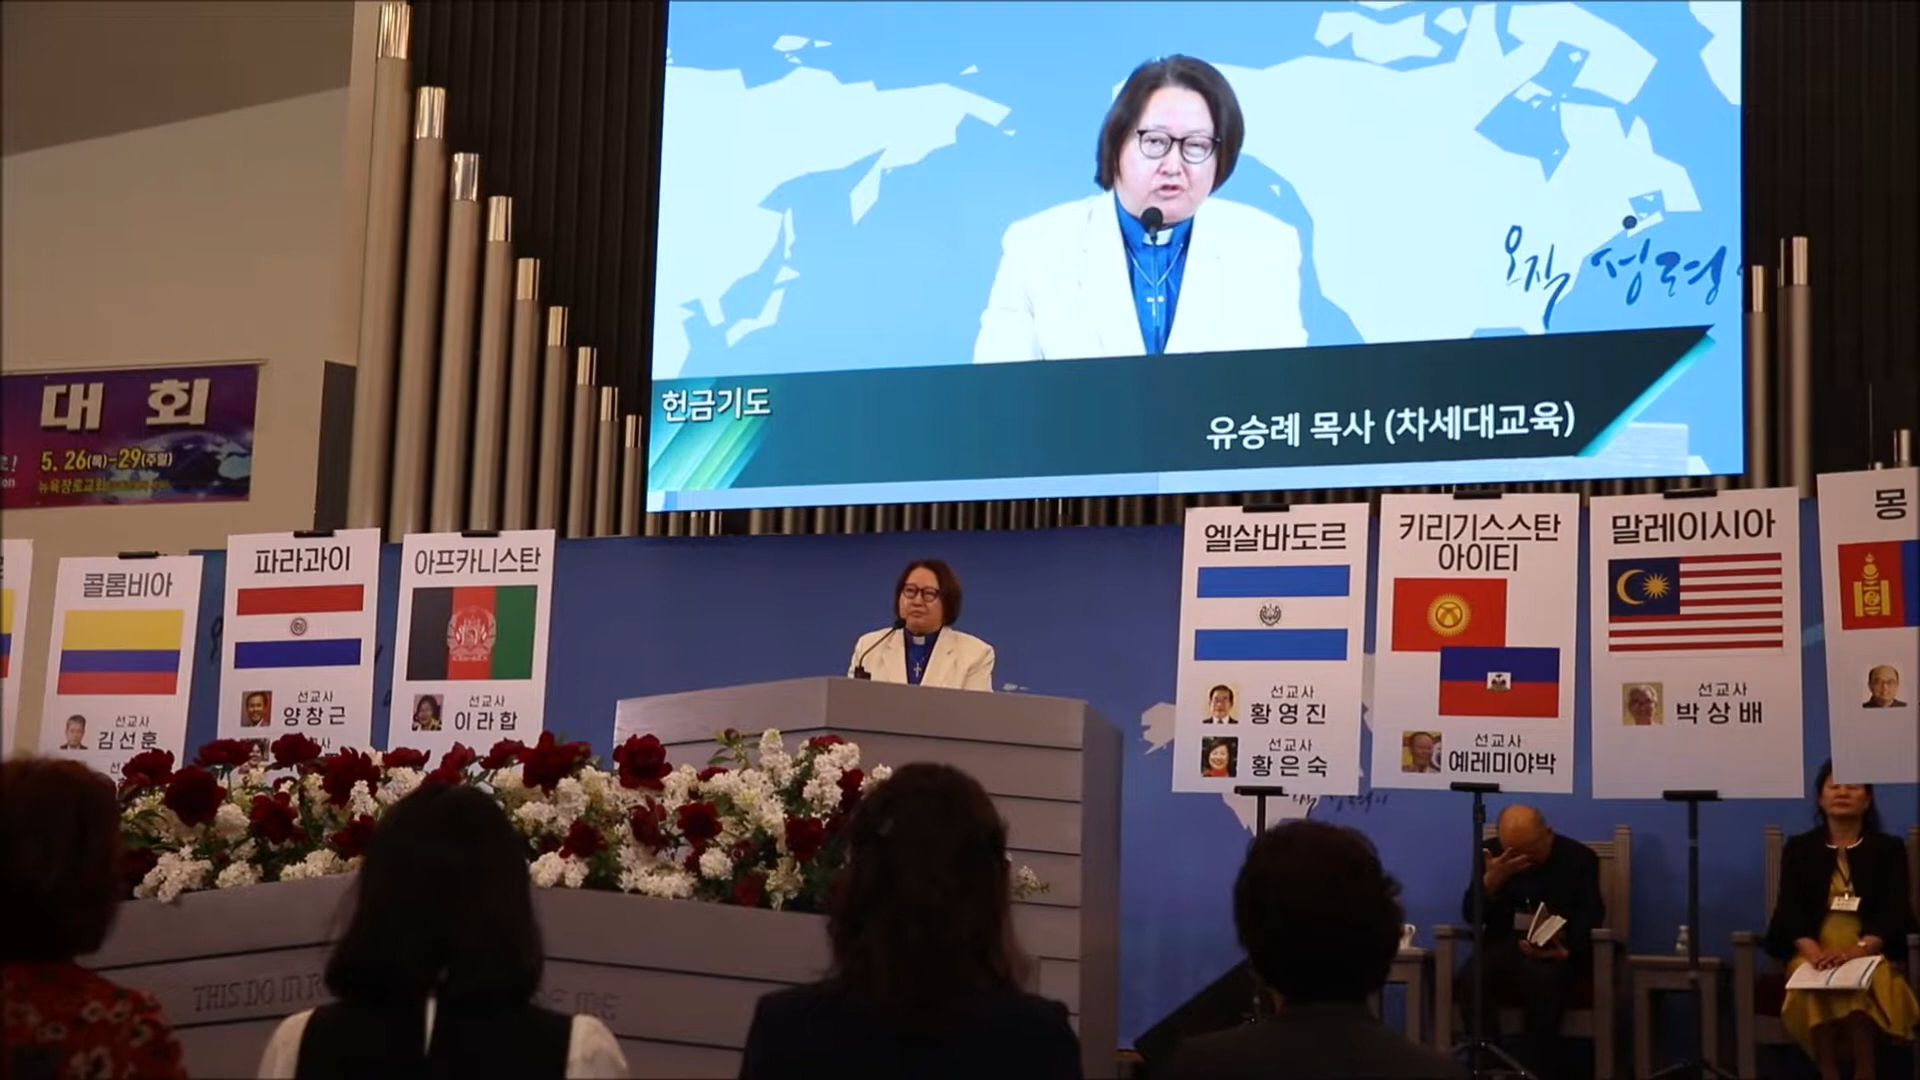 오직 성령
헌금기도
유승례 목사 (차세대교육)
대 회
5. 26(목)-29(주일)
뉴욕장로교회
콜롬비아
선교사
김선훈
파라과이
선교사
양창근
아프카니스탄
선교사
이라합
엘살바도르
선교사
황영진
선교사
황은숙
키리기스스탄
아이티
선교사
예레미야박
말레이시아
선교사
박상배
몽
THIS DO IN
OF ME